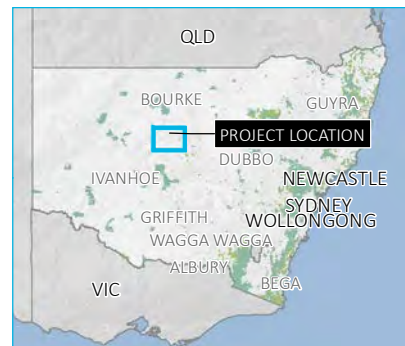 QLD
BOURKE
GUYRA
PROJECT LOCATION
DUBBO
IVANHOE
NEWCASTLE
SYDNEY
GRIFFITH
WOLLONGONG
WAGGA WAGGA
ALBURY
VIC
BEGA